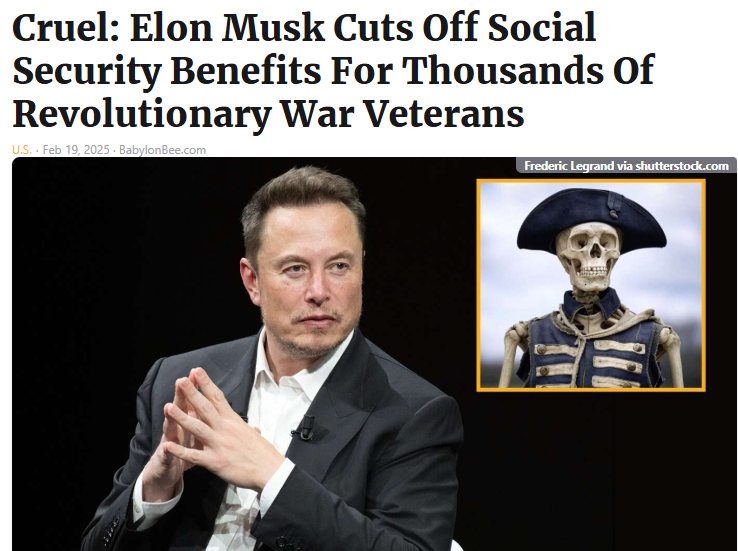 Cruel: Elon Musk Cuts Off Social
Security Benefits For Thousands Of
Revolutionary War Veterans
U.S. · Feb 19, 2025 · BabylonBee.com
Frederic Legrand via shutterstock.com